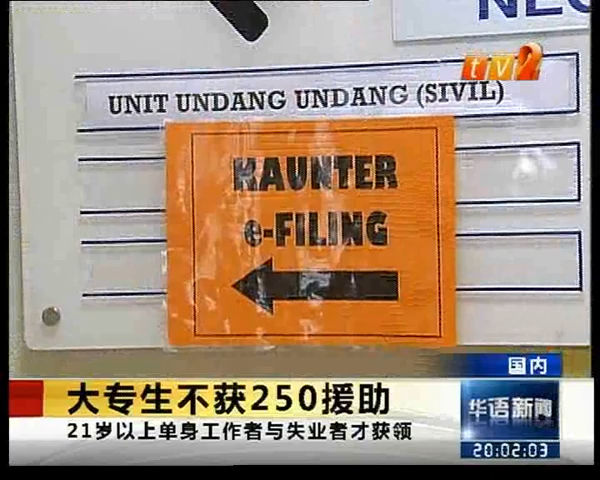 NEG
tv2
UNIT UNDANG UNDANG (SIVIL)
KAUNTER
e-FILING
国内
大专生不获250援助
21岁以上单身工作者与失业者才获领
华语新闻
20:02:03